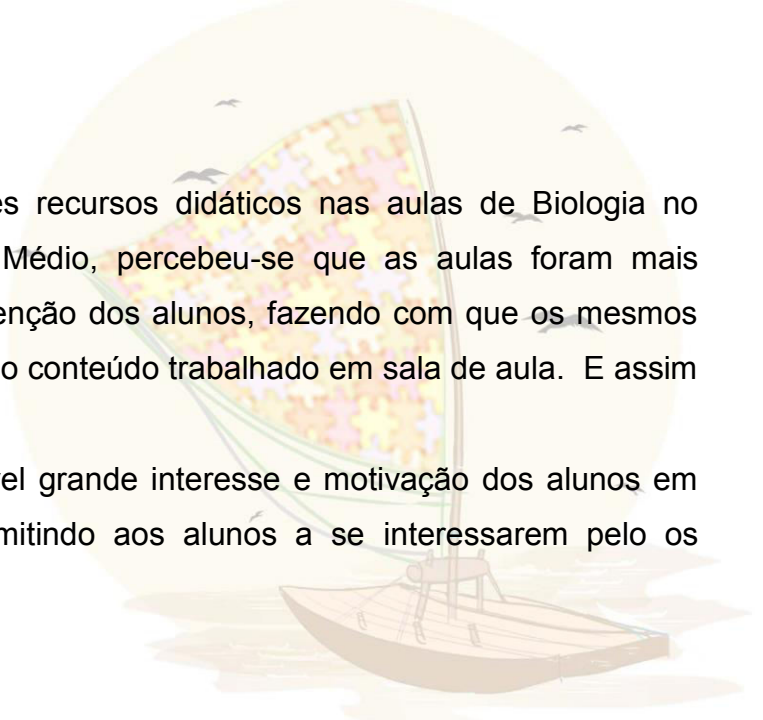 es recursos didáticos nas aulas de Biologia no
Médio, percebeu-se que as aulas foram mais
enção dos alunos, fazendo com que os mesmos
o conteúdo trabalhado em sala de aula.  E assim
el grande interesse e motivação dos alunos em
mitindo aos alunos a se interessarem pelo os